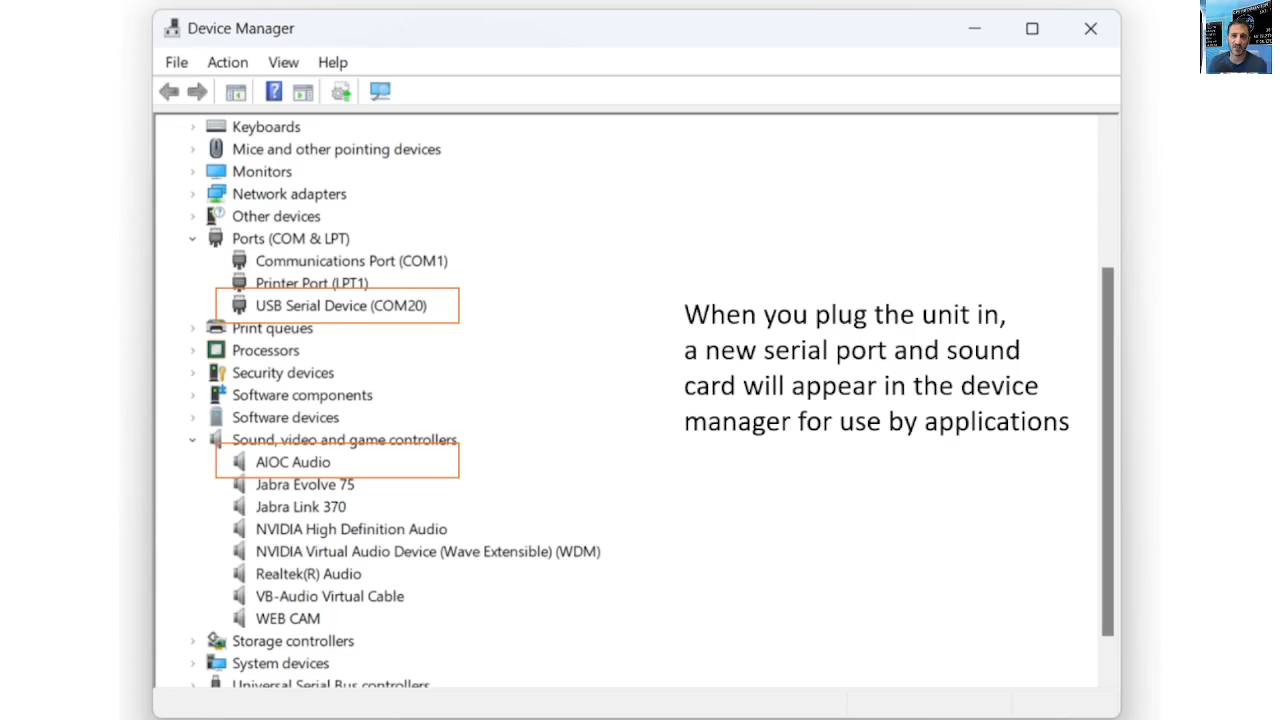 Device Manager
File Action View Help
Keyboards
Mice and other pointing devices
Monitors
Network adapters
Other devices
Ports (COM & LPT)
Communications Port (COM1)
Printer Port (LPT1)
USB Serial Device (COM20)
Print queues
Processors
Security devices
Software components
Software devices
Sound, video and game controllers
AIOC Audio
Jabra Evolve 75
Jabra Link 370
NVIDIA High Definition Audio
NVIDIA Virtual Audio Device (Wave Extensible) (WDM)
Realtek(R) Audio
VB-Audio Virtual Cable
WEB CAM
Storage controllers
System devices
Universal Serial Bus controllers
When you plug the unit in,
a new serial port and sound
card will appear in the device
manager for use by applications